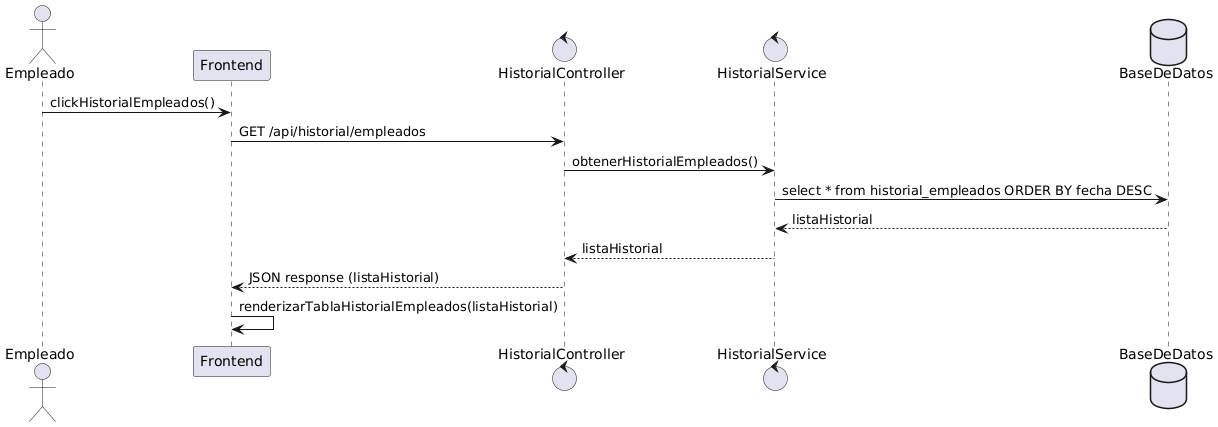 Empleado
Frontend
HistorialController
HistorialService
BaseDeDatos
clickHistorialEmpleados()
GET /api/historial/empleados
obtenerHistorialEmpleados()
select * from historial_empleados ORDER BY fecha DESC
listaHistorial
listaHistorial
JSON response (listaHistorial)
renderizarTablaHistorialEmpleados(listaHistorial)
Empleado
Frontend
HistorialController
HistorialService
BaseDeDatos